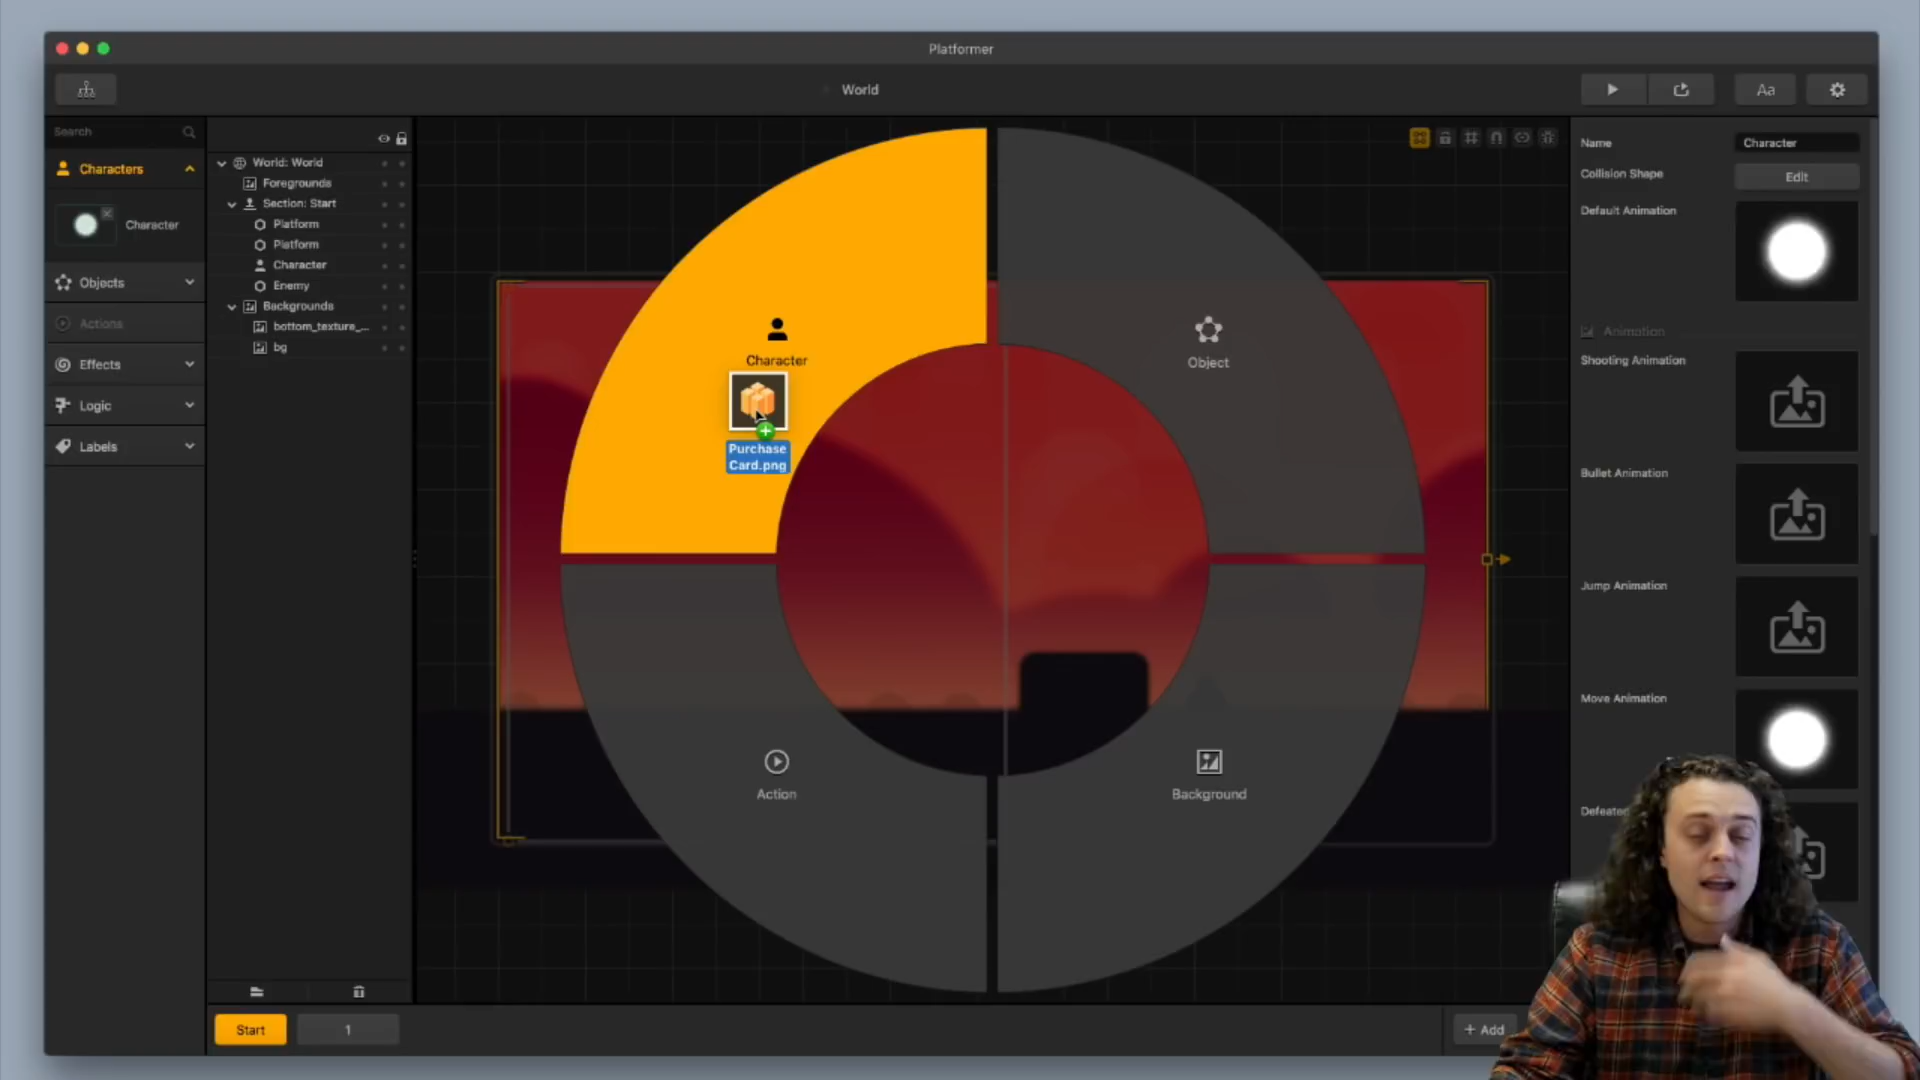 Platformer
World
Aa
Search
Characters
Character
Objects
Actions
Effects
Logic
Labels
World: World
Foregrounds
Section: Start
Platform
Platform
Character
Enemy
Backgrounds
bottom_texture_...
bg
Character
Purchase
Card.png
Object
Action
Background
Name
Character
Collision Shape
Edit
Default Animation
Animation
Shooting Animation
Bullet Animation
Jump Animation
Move Animation
Defeated
Start
1
+ Add